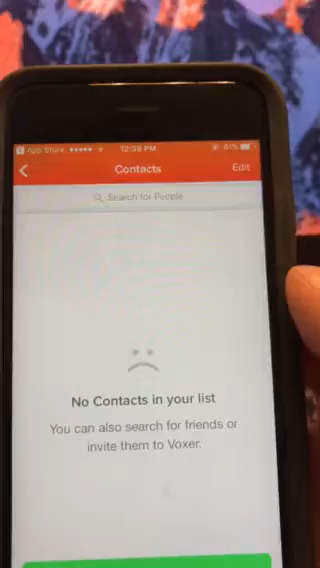 App Store 12:39 PM 61%
Contacts Edit
Search for People
No Contacts in your list
You can also search for friends or
invite them to Voxer.